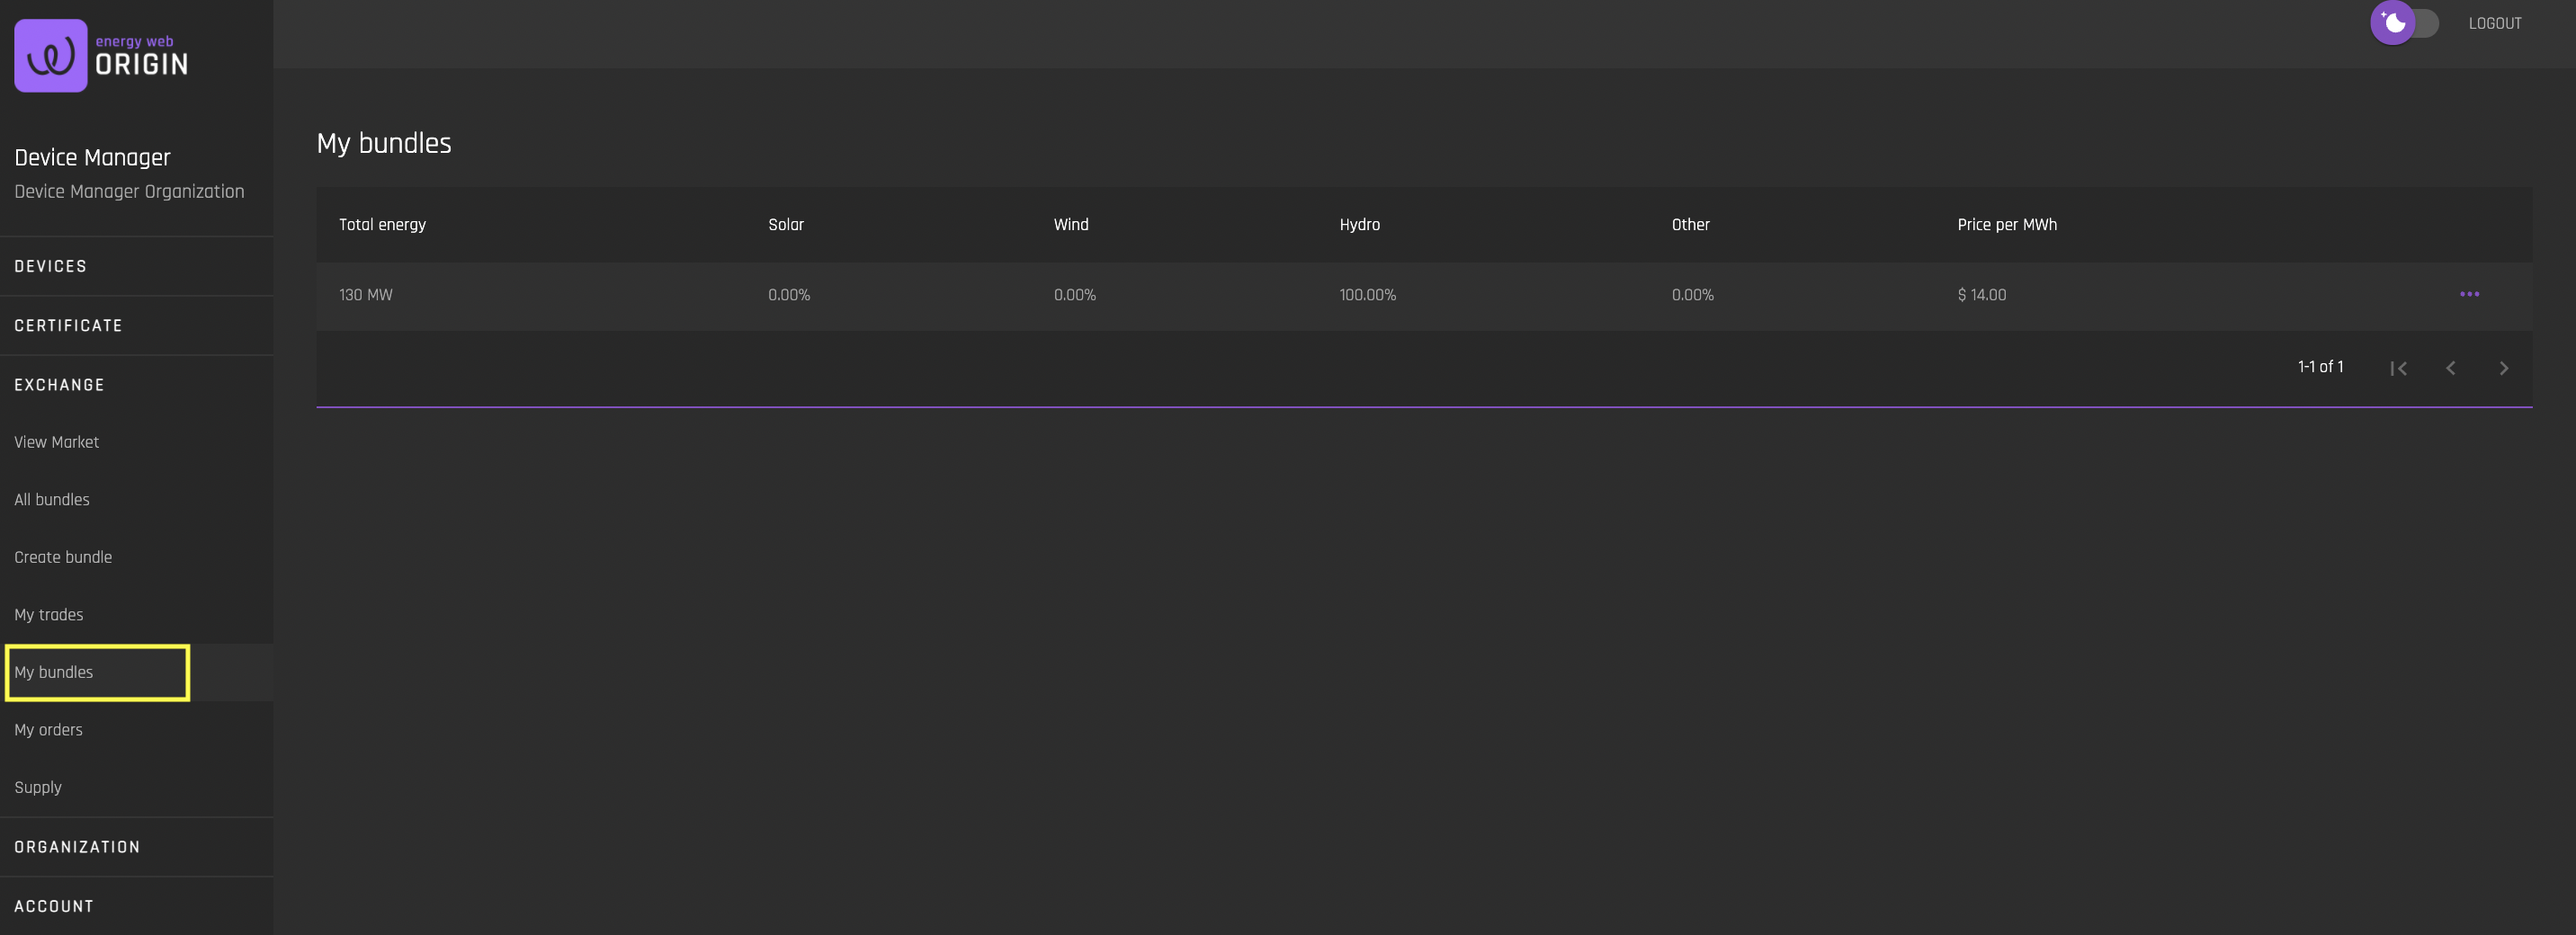 energy web
ORIGIN
LOGOUT
Device Manager
Device Manager Organization
DEVICES
CERTIFICATE
EXCHANGE
View Market
All bundles
Create bundle
My trades
My bundles
My orders
Supply
ORGANIZATION
ACCOUNT
My bundles
Total energy Solar Wind Hydro Other Price per MWh
130 MW 0.00% 0.00% 100.00% 0.00% $ 14.00
1-1 of 1